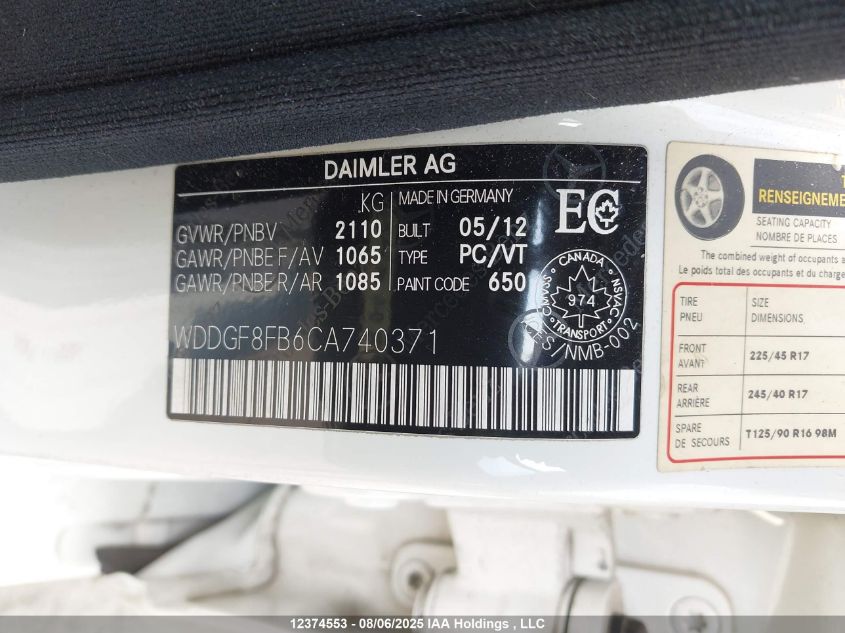 DAIMLER AG
KG
MADE IN GERMANY
GVWR/PNBV 2110 BUILT 05/12
GAWR/PNBE F/AV 1065 TYPE PC/VT
GAWR/PNBE R/AR 1085 PAINT CODE 650
EC
CANADA
NSVAC
TRANSPORT
CMVSS
974
WDDGF8FB6CA740371
ES/NMB-002
RENSEIGNEME
SEATING CAPACITY
NOMBRE DE PLACES
The combined weight of occupants a
Le poids total des occupants et du charge
TIRE SIZE
PNEU DIMENSIONS
FRONT
AVANT 225/45 R17
REAR
ARRIÈRE 245/40 R17
SPARE
DE SECOURS T125/90 R16 98M
12374553 - 08/06/2025 IAA Holdings , LLC